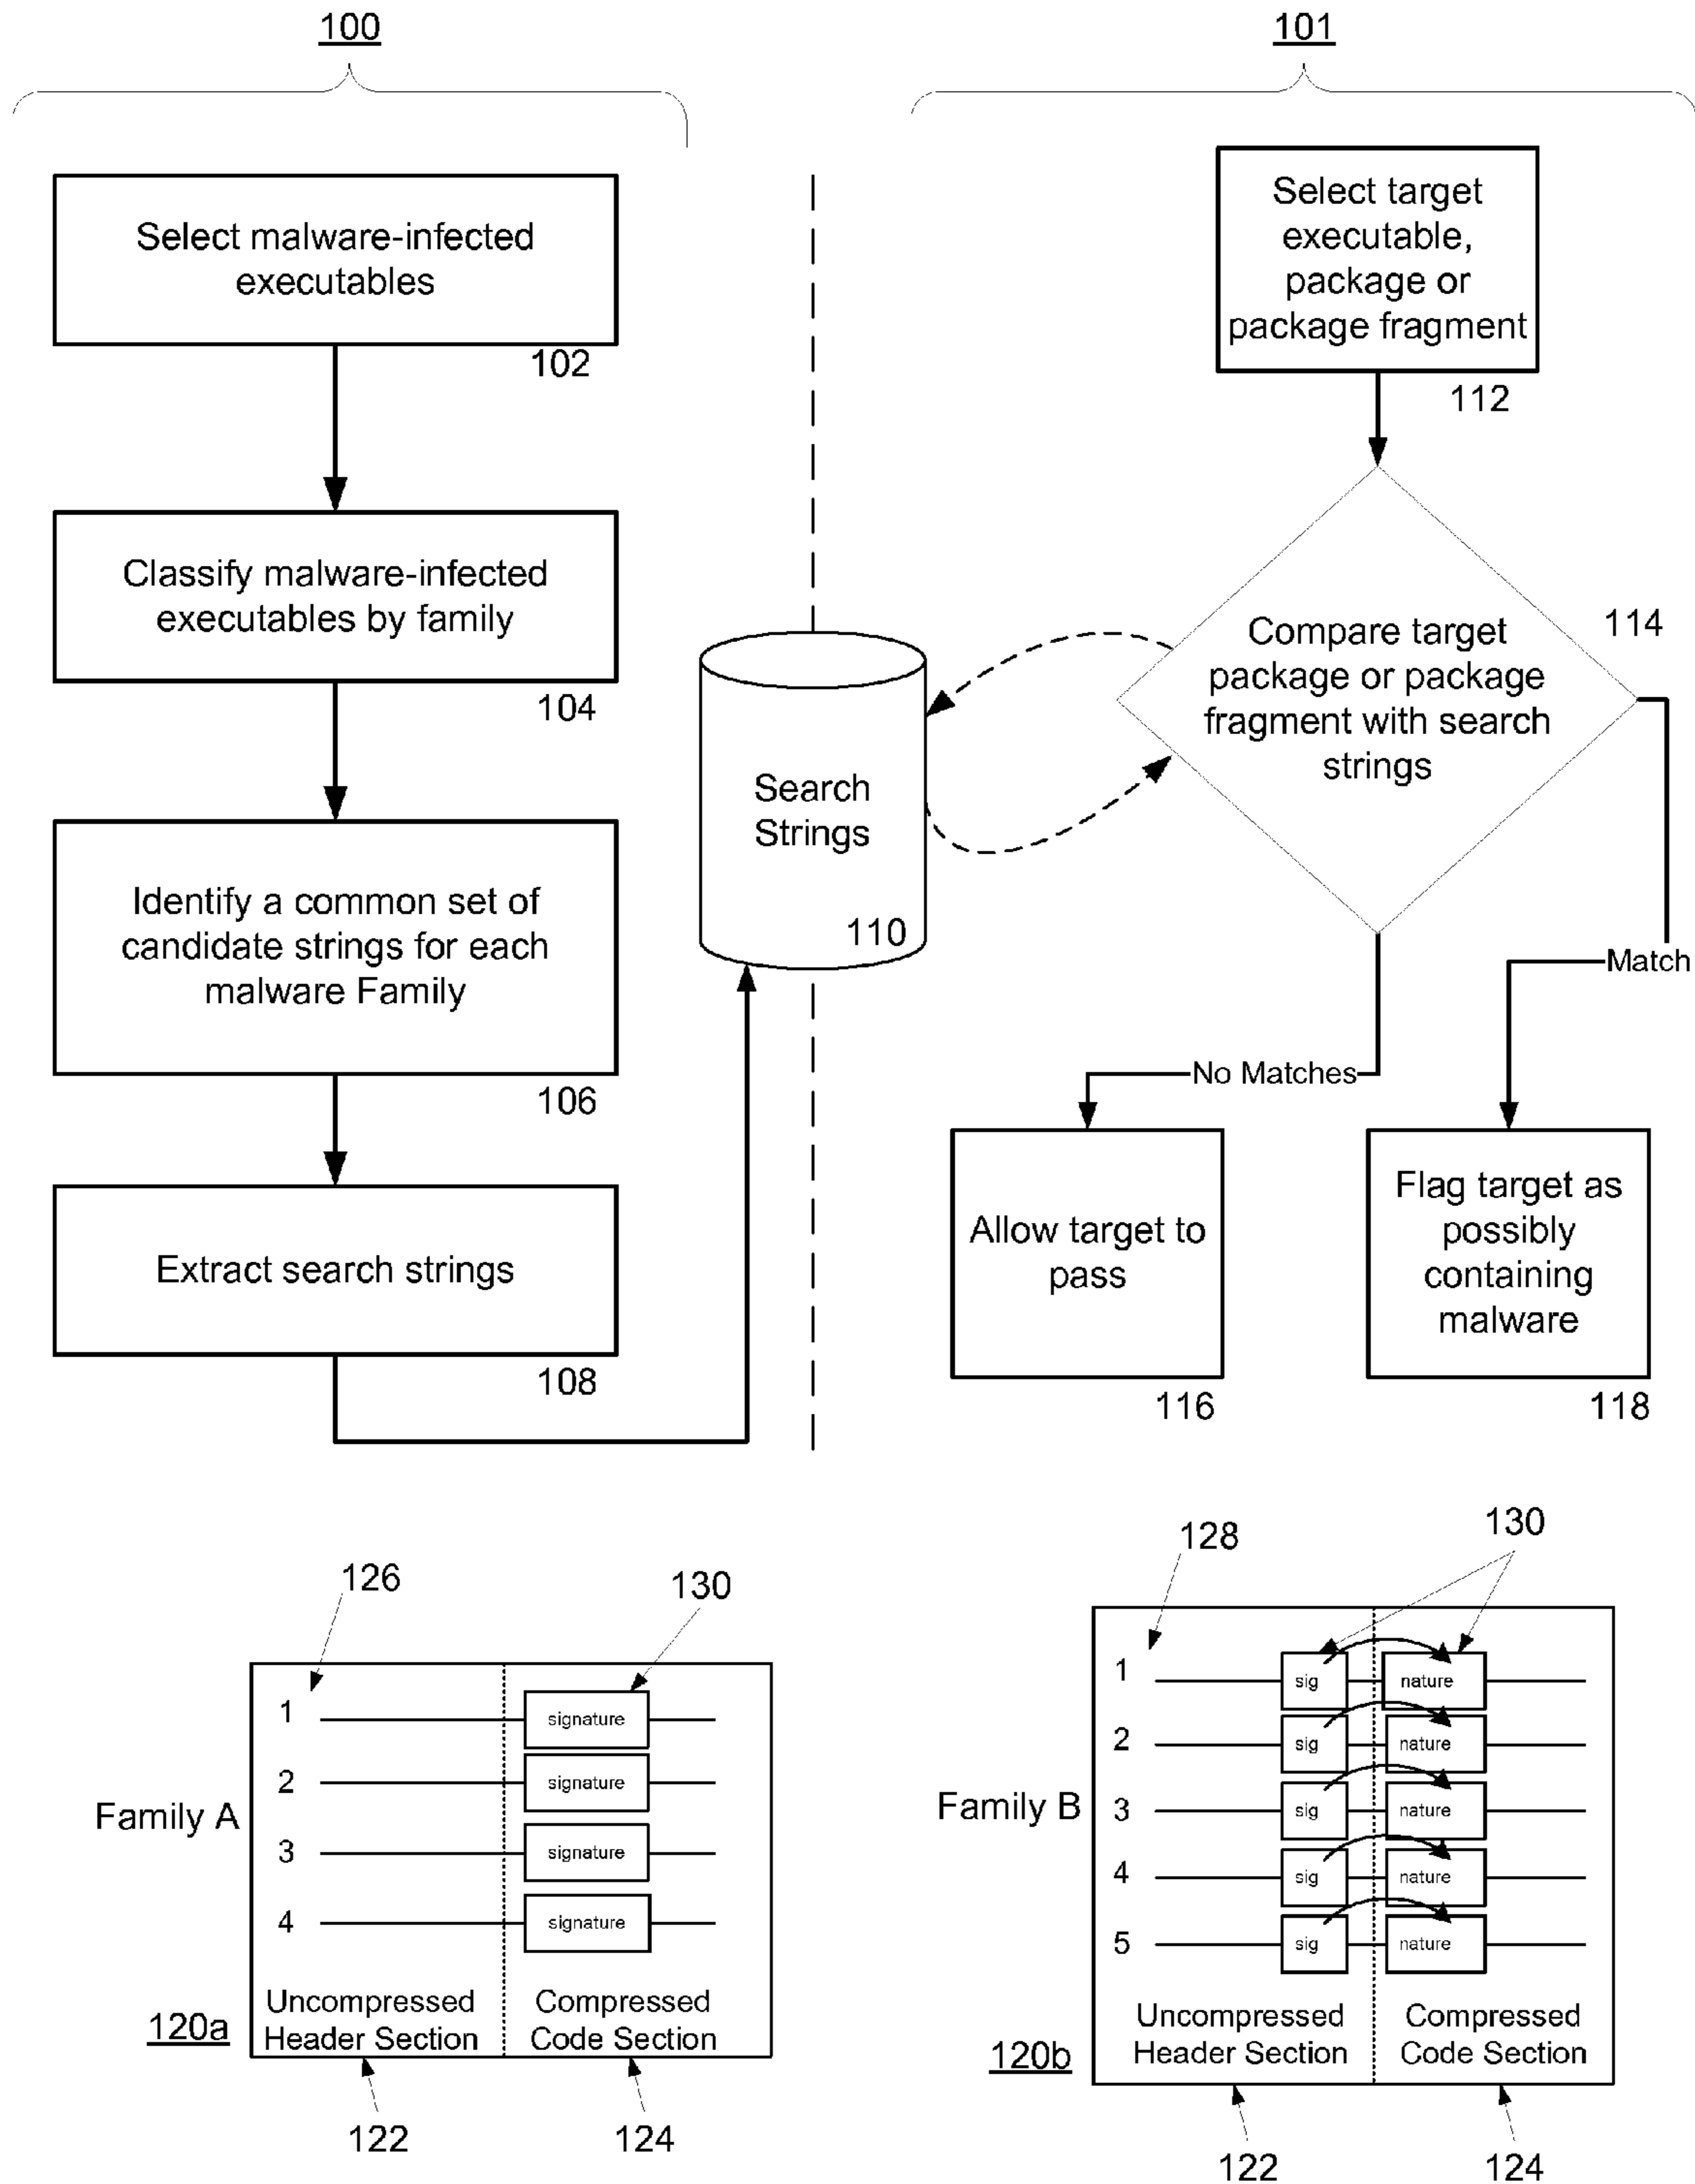 100
101
Select malware-infected
executables
102
Classify malware-infected
executables by family
104
Identify a common set of
candidate strings for each
malware Family
106
Extract search strings
108
Search
Strings
110
Select target
executable,
package or
package fragment
112
Compare target
package or package
fragment with search
strings
114
Match
No Matches
Allow target to
pass
116
Flag target as
possibly
containing
malware
118
126
130
Family A
1
signature
2
signature
3
signature
4
signature
Uncompressed
Header Section
Compressed
Code Section
120a
122
124
128
130
Family B
1
sig
nature
2
sig
nature
3
sig
nature
4
sig
nature
5
sig
nature
Uncompressed
Header Section
Compressed
Code Section
120b
122
124